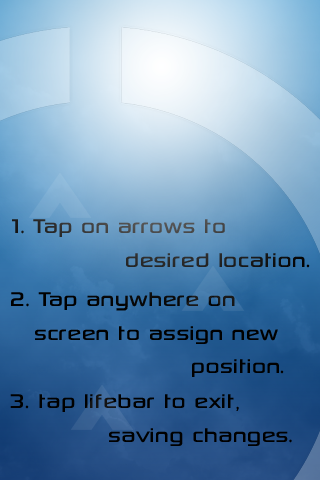 1. Tap on arrows to
desired location.
2. Tap anywhere on
screen to assign new
position.
3. tap lifebar to exit,
saving changes.